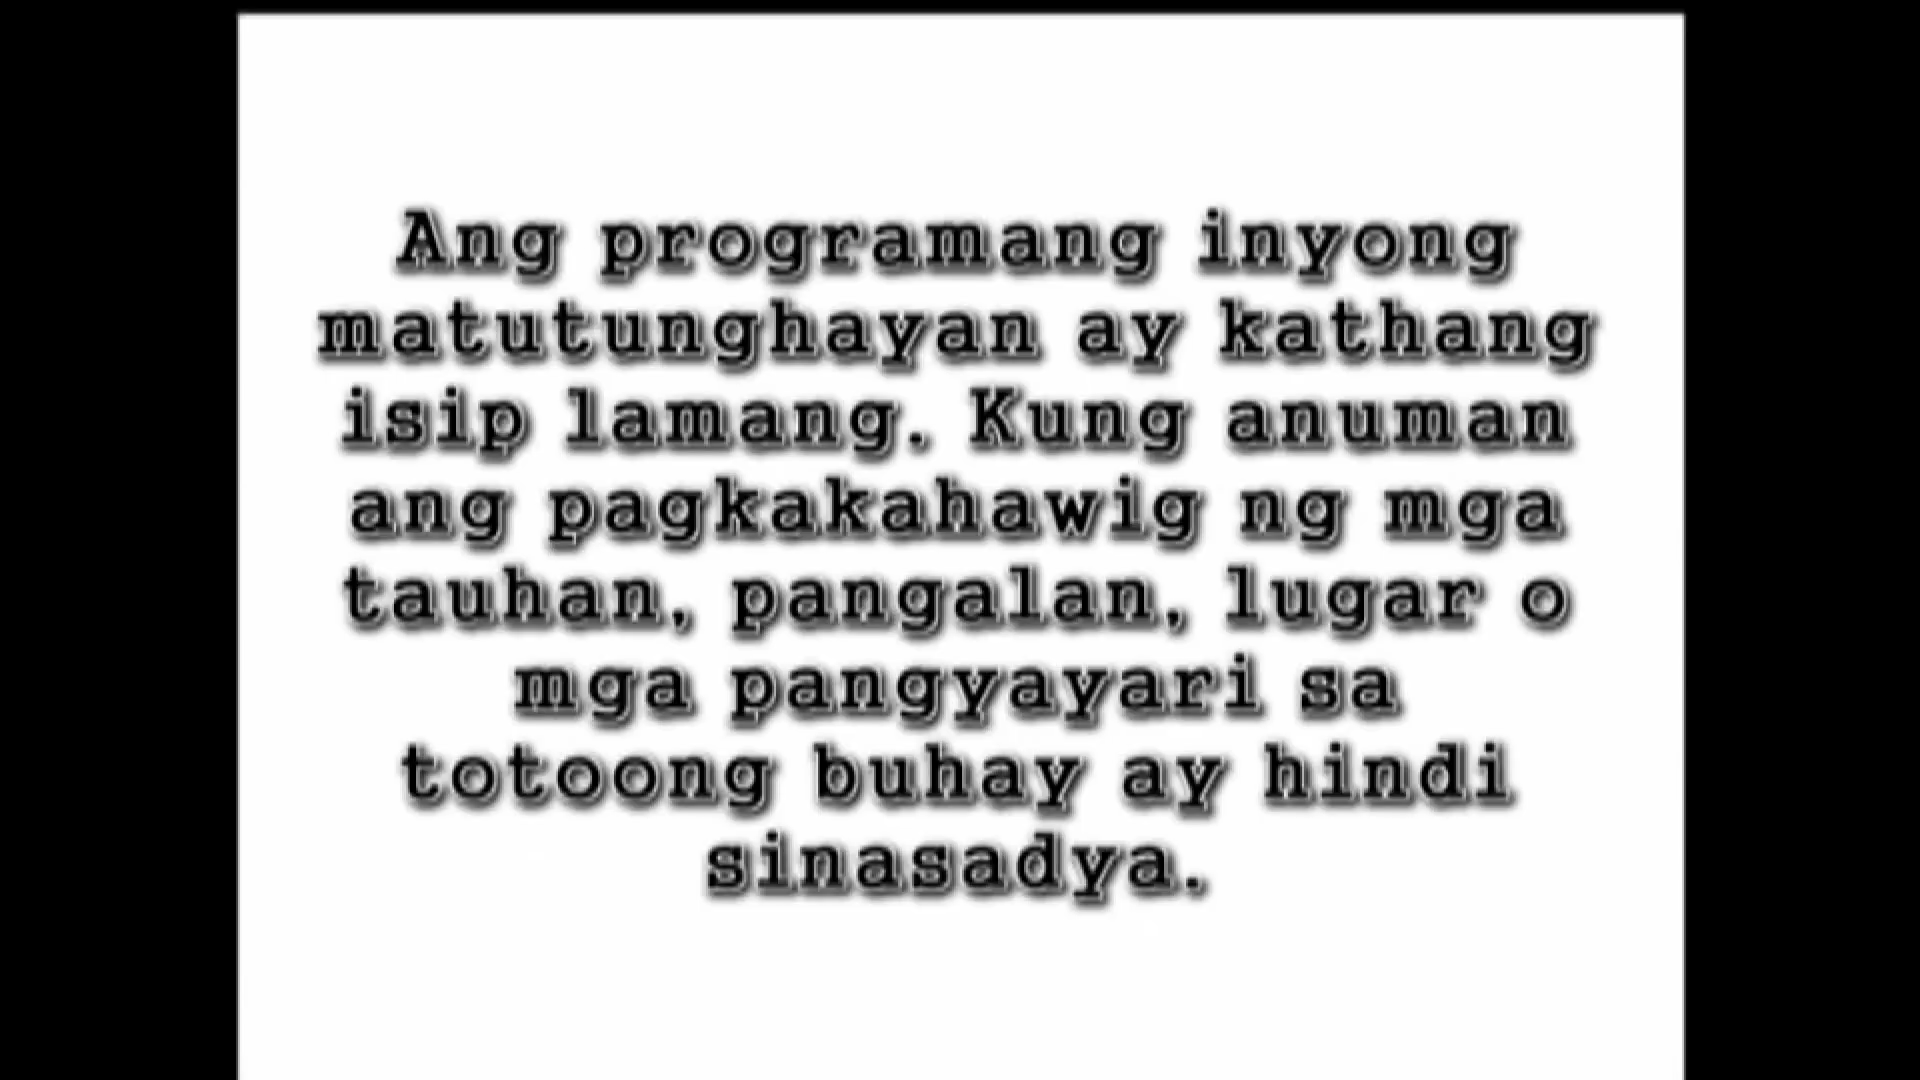 Ang programang inyong
matutunghayan ay kathang
isip lamang. Kung anuman
ang pagkakahawig ng mga
tauhan, pangalan, lugar o
mga pangyayari sa
totoong buhay ay hindi
sinasadya.